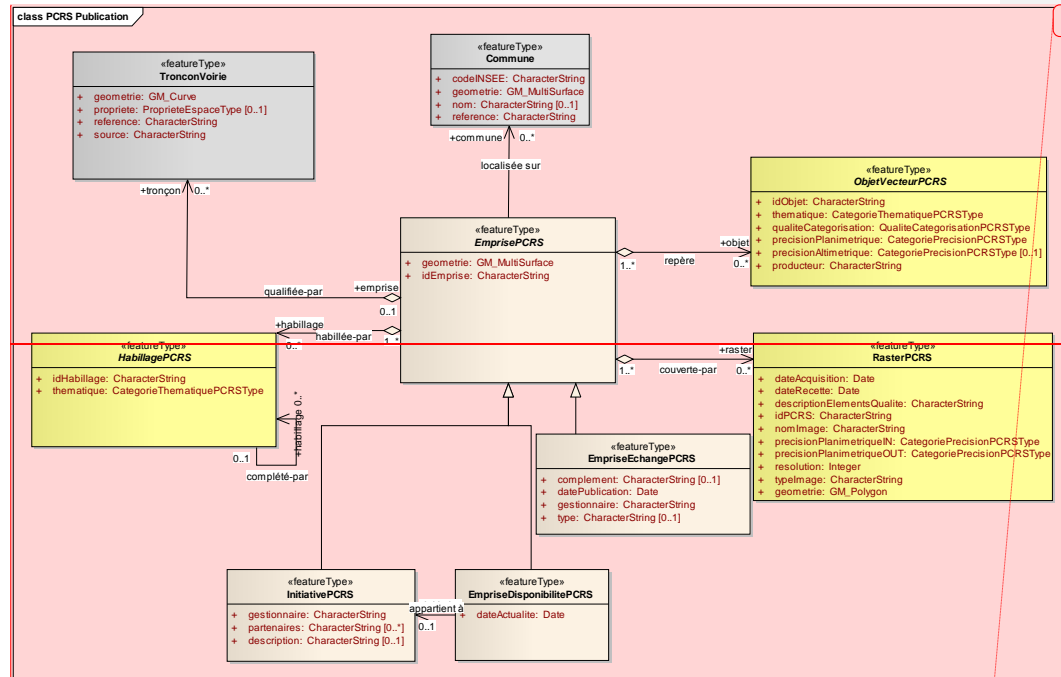 class PCRS Publication
«featureType»
TronconVoirie
+ geometrie: GM_Curve
+ propriete: ProprieteEspaceType [0..1]
+ reference: CharacterString
+ source: CharacterString
«featureType»
Commune
+ codeINSEE: CharacterString
+ geometrie: GM_MultiSurface
+ nom: CharacterString [0..1]
+ reference: CharacterString
+commune 0..*
localisée sur
+tronçon 0..*
«featureType»
ObjetVecteurPCRS
+ idObjet: CharacterString
+ thematique: CategorieThematiquePCRSType
+ qualiteCategorisation: QualiteCategorisationPCRSType
+ precisionPlanimetrique: CategoriePrecisionPCRSType
+ precisionAltimetrique: CategoriePrecisionPCRSType [0..1]
+ producteur: CharacterString
«featureType»
EmprisePCRS
+ geometrie: GM_MultiSurface
+ idEmprise: CharacterString
+objet
1..* repère 0..*
qualifiée-par +emprise
0..1
+habillage
habillée-par
0..* 1..*
«featureType»
HabillagePCRS
+ idHabillage: CharacterString
+ thematique: CategorieThematiquePCRSType
+habillage 0..*
0..1
complété-par
+raster
1..* couverte-par 0..*
«featureType»
RasterPCRS
+ dateAcquisition: Date
+ dateRecette: Date
+ descriptionElementsQualite: CharacterString
+ idPCRS: CharacterString
+ nomImage: CharacterString
+ precisionPlanimetriqueIN: CategoriePrecisionPCRSType
+ precisionPlanimetriqueOUT: CategoriePrecisionPCRSType
+ resolution: Integer
+ typeImage: CharacterString
+ geometrie: GM_Polygon
«featureType»
EmpriseEchangePCRS
+ complement: CharacterString [0..1]
+ datePublication: Date
+ gestionnaire: CharacterString
+ type: CharacterString [0..1]
«featureType»
InitiativePCRS
+ gestionnaire: CharacterString
+ partenaires: CharacterString [0..*]
+ description: CharacterString [0..1]
appartient à
0..1
«featureType»
EmpriseDisponibilitePCRS
+ dateActualite: Date